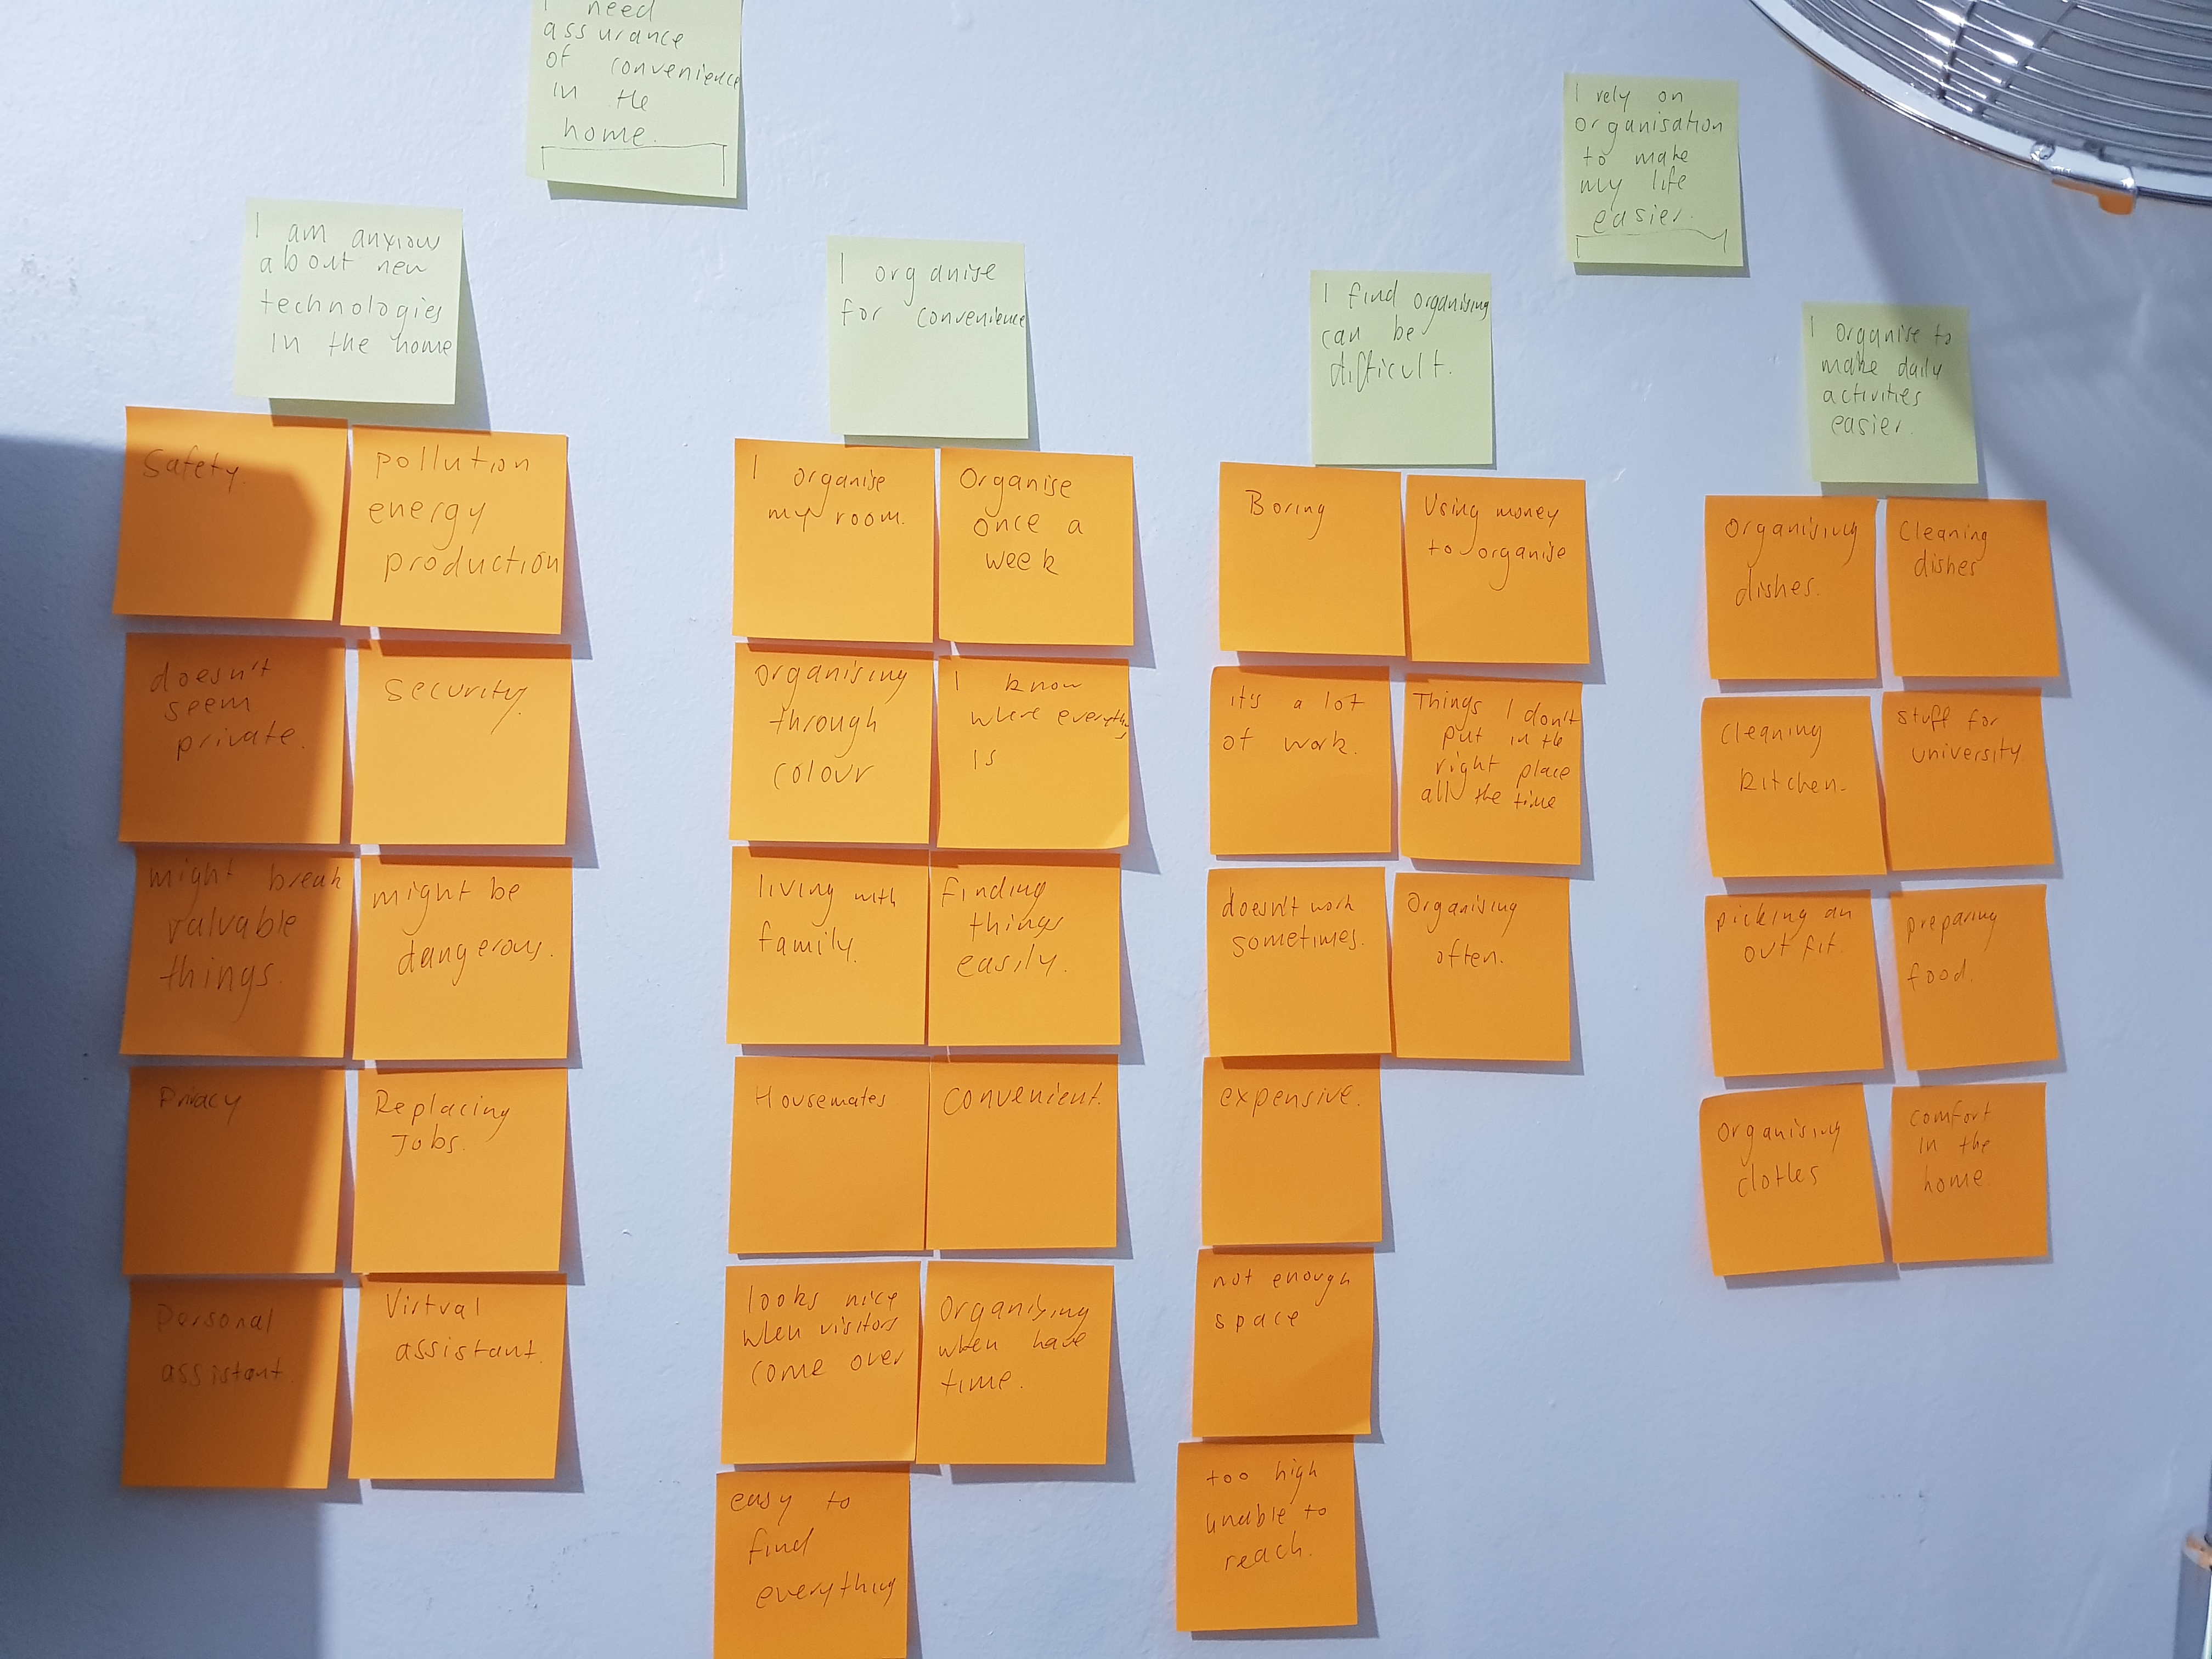 I need
assurance
of convenience
in the
home.
I rely on
organisation
to make
my life
easier.
I am anxious
about new
technologies
in the home
I organise
for convenience
I find organising
can be
difficult.
I organise to
make daily
activities
easier.
Safety.
pollution
energy
production
doesn't
seem
private.
Security.
might break
valuable
things.
might be
dangerous.
Privacy
Replacing
Jobs.
Personal
assistant.
Virtual
assistant.
I organise
my room.
Organise
once a
week
organising
through
colour
I know
where everything
is
living with
family.
finding
things
easily.
Housemates
convenient.
looks nice
when visitors
come over
Organising
when have
time.
easy to
find
everything
Boring
Using money
to organise
it's a lot
of work.
Things I don't
put in the
right place
all the time
doesn't work
sometimes.
Organising
often.
expensive.
not enough
space
too high
unable to
reach.
Organising
dishes.
Cleaning
dishes
Cleaning
kitchen.
stuff for
university.
picking an
out fit.
preparing
food.
Organising
clothes
comfort
in the
home.